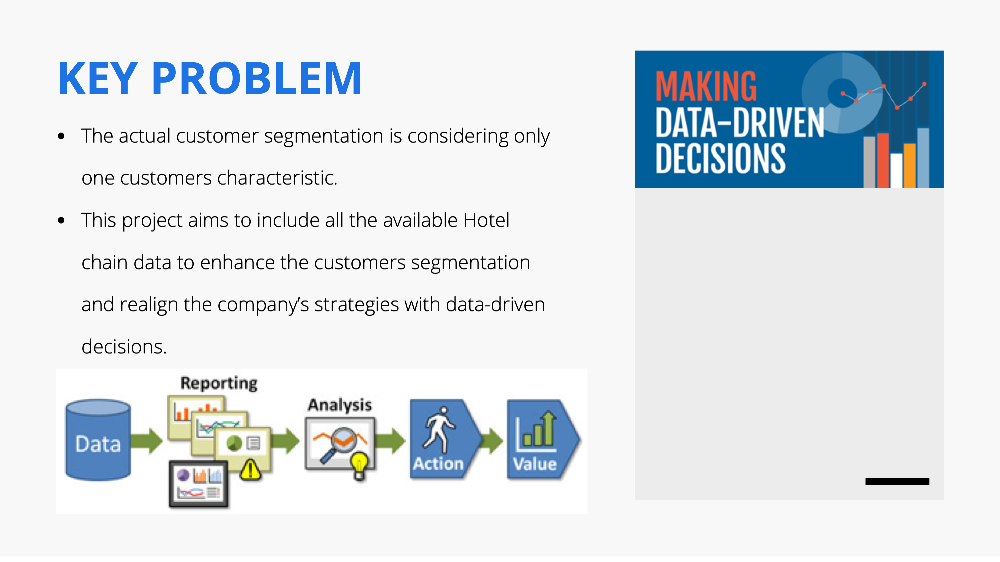 KEY PROBLEM
• The actual customer segmentation is considering only
one customers characteristic.
• This project aims to include all the available Hotel
chain data to enhance the customers segmentation
and realign the company’s strategies with data-driven
decisions.
Reporting
Analysis
Data
Action
Value
MAKING
DATA-DRIVEN
DECISIONS